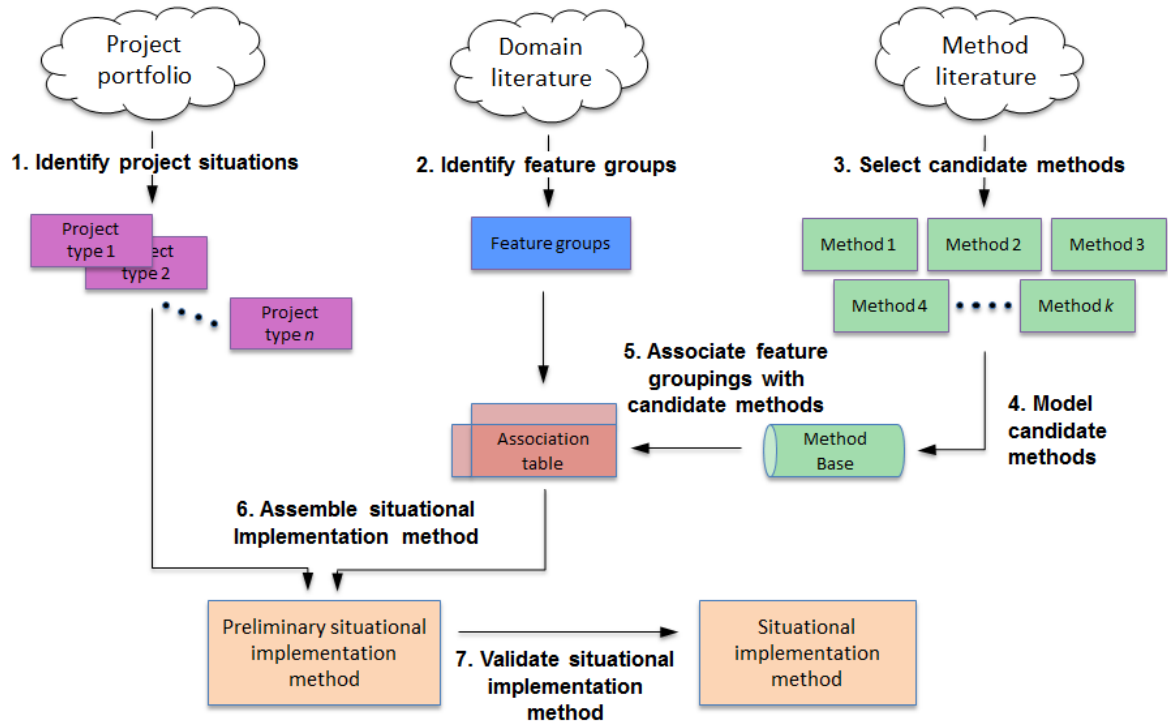 Project
portfolio
Domain
literature
Method
literature
1. Identify project situations
2. Identify feature groups
3. Select candidate methods
Project
type 1
ject
type 2
Project
type n
Feature groups
Method 1
Method 2
Method 3
Method 4
Method k
5. Associate feature
groupings with
candidate methods
4. Model
candidate
methods
Association
table
Method
Base
6. Assemble situational
Implementation method
Preliminary situational
implementation
method
7. Validate situational
implementation
method
Situational
implementation
method